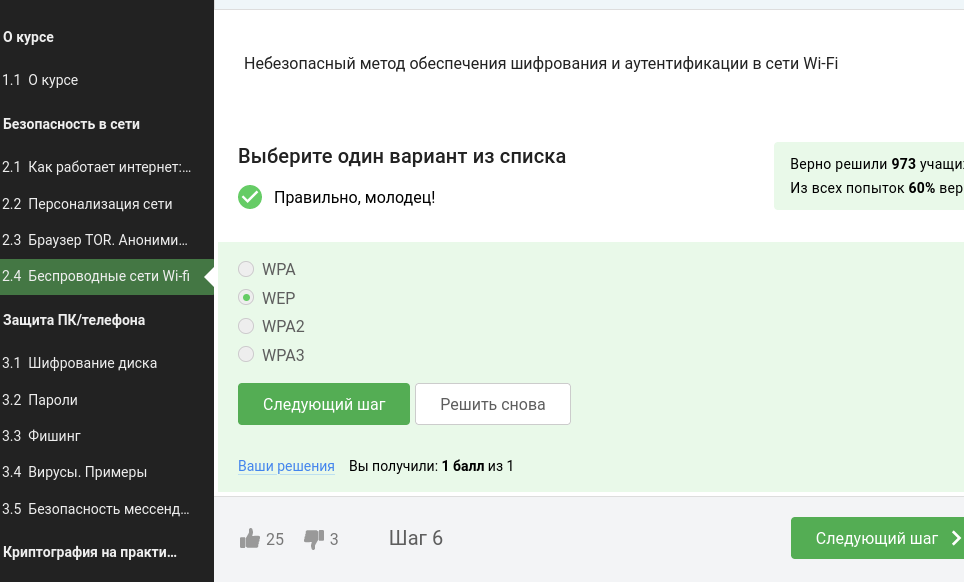 О курсе
1.1 О курсе
Безопасность в сети
2.1 Как работает интернет:...
2.2 Персонализация сети
2.3 Браузер TOR. Аноними...
2.4 Беспроводные сети Wi-fi
Защита ПК/телефона
3.1 Шифрование диска
3.2 Пароли
3.3 Фишинг
3.4 Вирусы. Примеры
3.5 Безопасность мессенд...
Криптография на практи...
Небезопасный метод обеспечения шифрования и аутентификации в сети Wi-Fi
Выберите один вариант из списка
Правильно, молодец!
Верно решили 973 учащи
Из всех попыток 60% вер
WPA
WEP
WPA2
WPA3
Следующий шаг
Решить снова
Ваши решения Вы получили: 1 балл из 1
25 3 Шаг 6
Следующий шаг